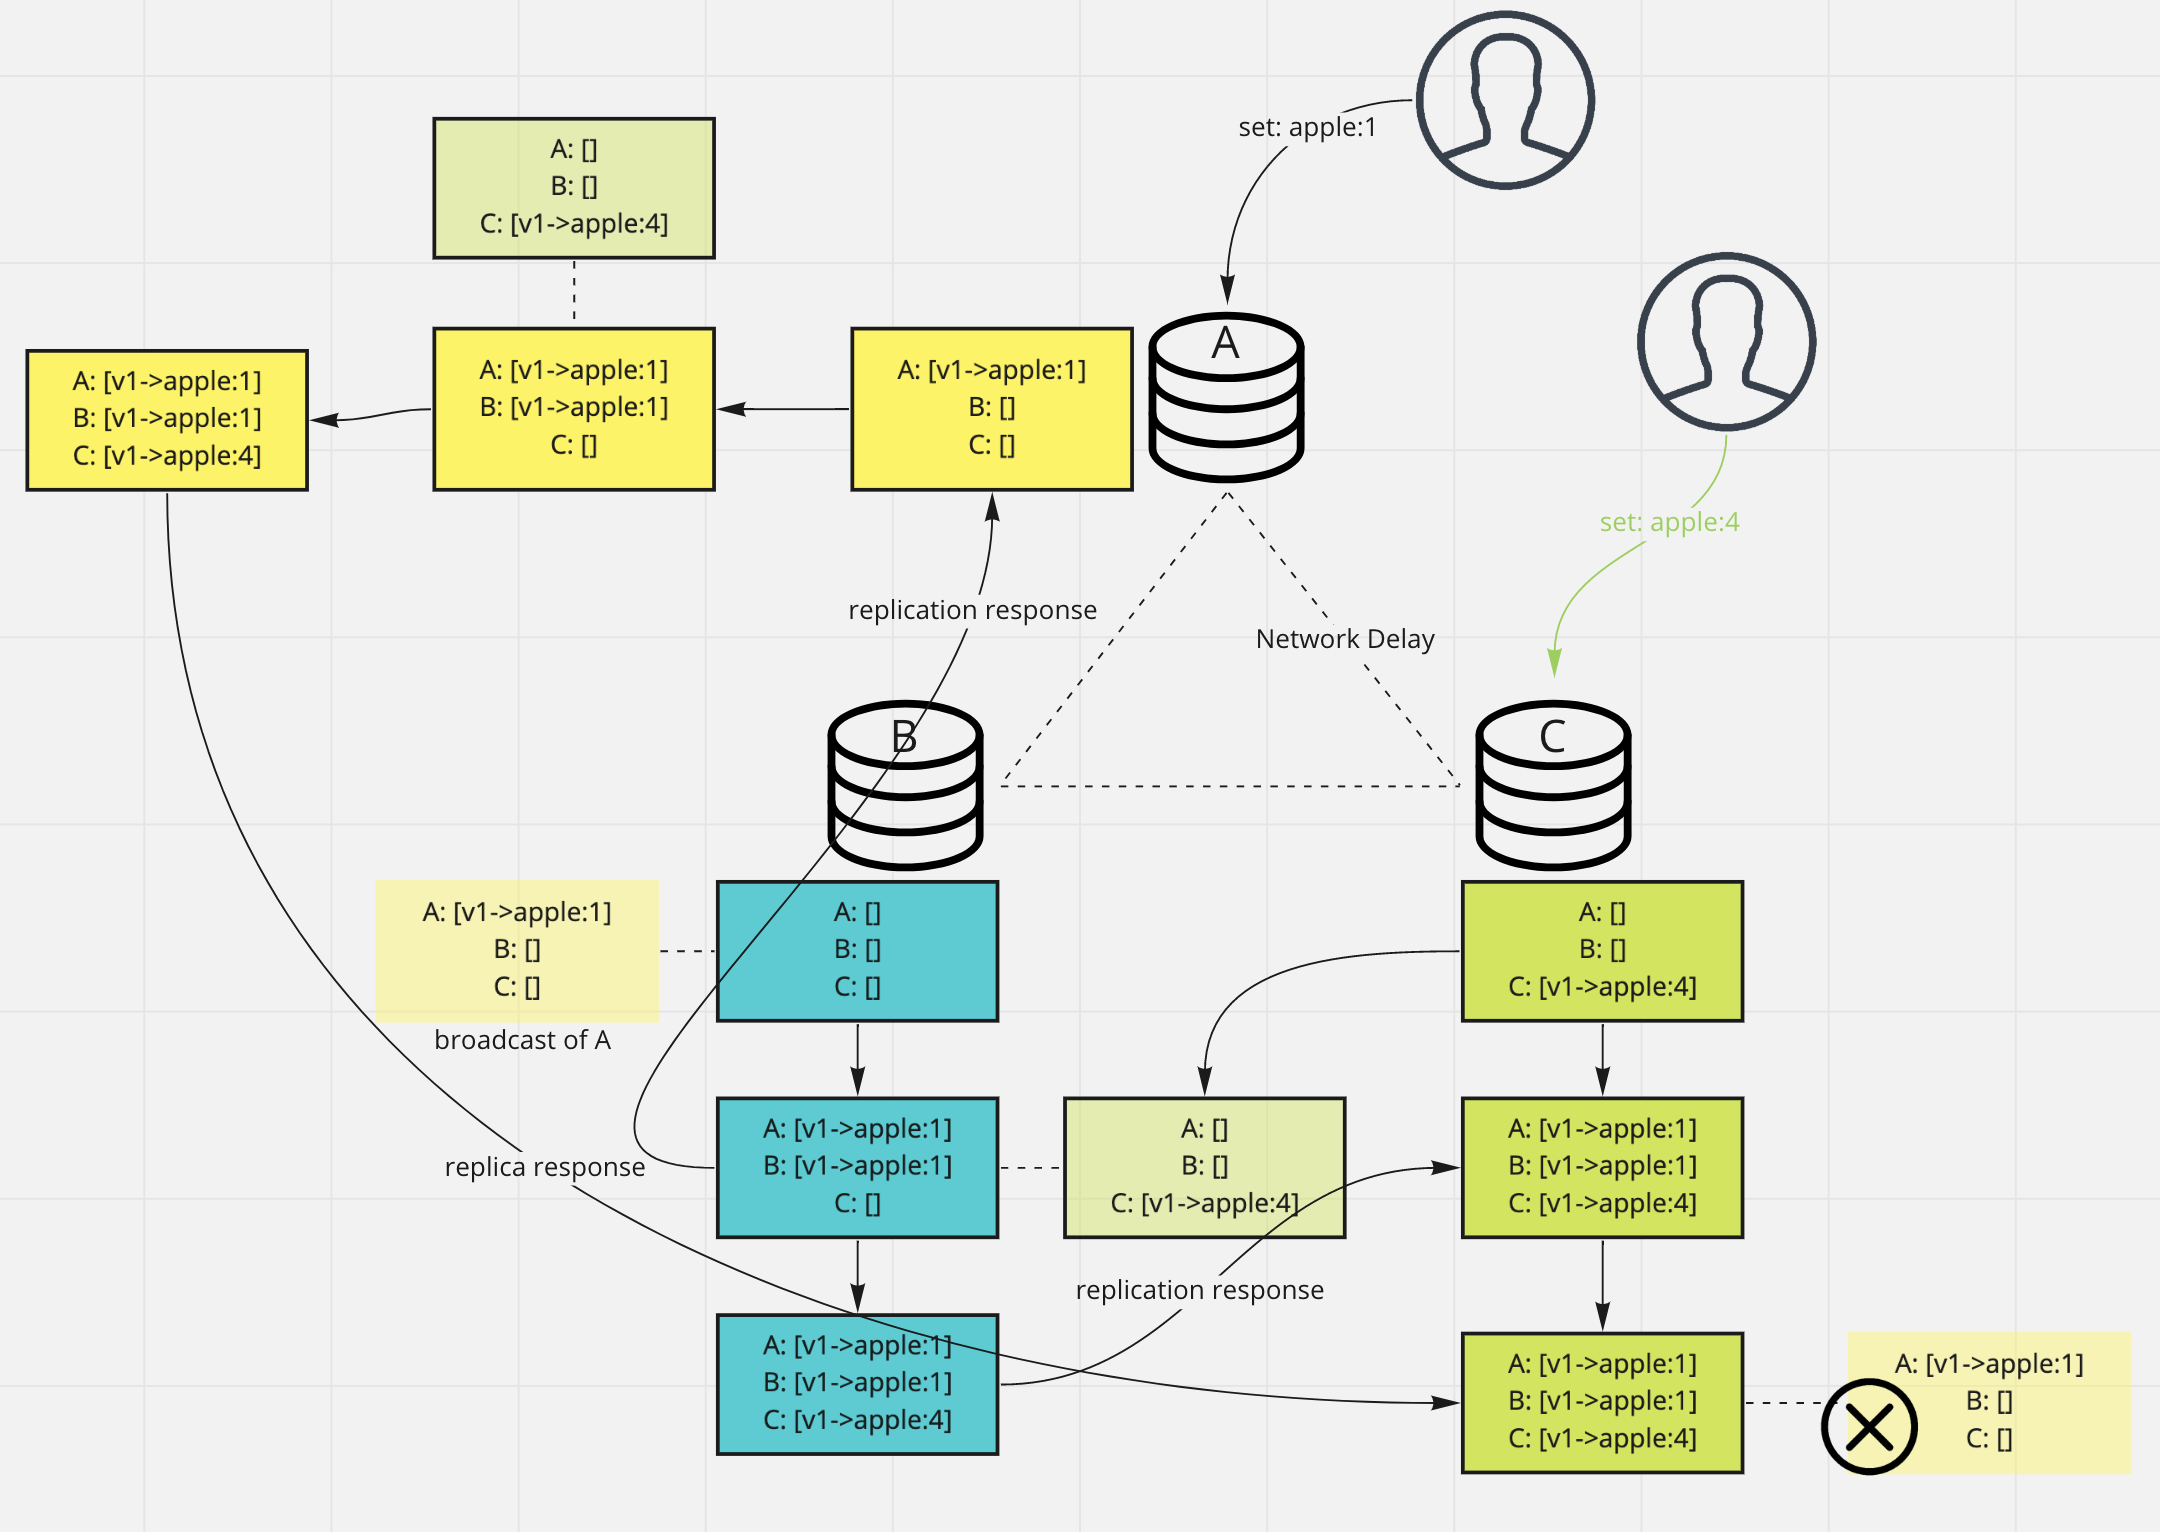 set: apple:1
A: []
B: []
C: [v1->apple:4]
A: [v1->apple:1]
B: [v1->apple:1]
C: [v1->apple:4]
A: [v1->apple:1]
B: [v1->apple:1]
C: []
A: [v1->apple:1]
B: []
C: []
A
set: apple:4
replication response
Network Delay
B
C
A: [v1->apple:1]
B: []
C: []
broadcast of A
A: []
B: []
C: []
A: []
B: []
C: [v1->apple:4]
replica response
A: [v1->apple:1]
B: [v1->apple:1]
C: []
A: []
B: []
C: [v1->apple:4]
A: [v1->apple:1]
B: [v1->apple:1]
C: [v1->apple:4]
replication response
A: [v1->apple:1]
B: [v1->apple:1]
C: [v1->apple:4]
A: [v1->apple:1]
B: [v1->apple:1]
C: [v1->apple:4]
A: [v1->apple:1]
B: []
C: []